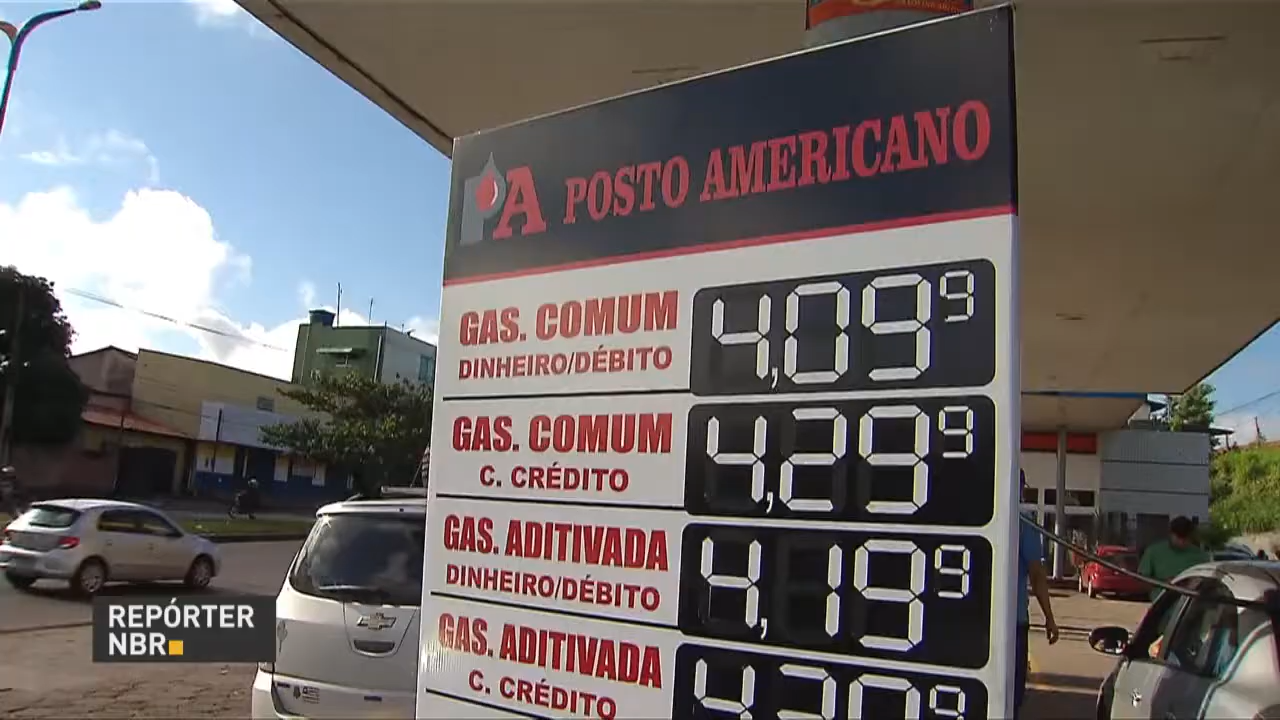 PA POSTO AMERICANO
GAS. COMUM
DINHEIRO/DÉBITO
4,09⁹
GAS. COMUM
C. CRÉDITO
4,29⁹
GAS. ADITIVADA
DINHEIRO/DÉBITO
4,19⁹
GAS. ADITIVADA
C. CRÉDITO
REPÓRTER
NBR